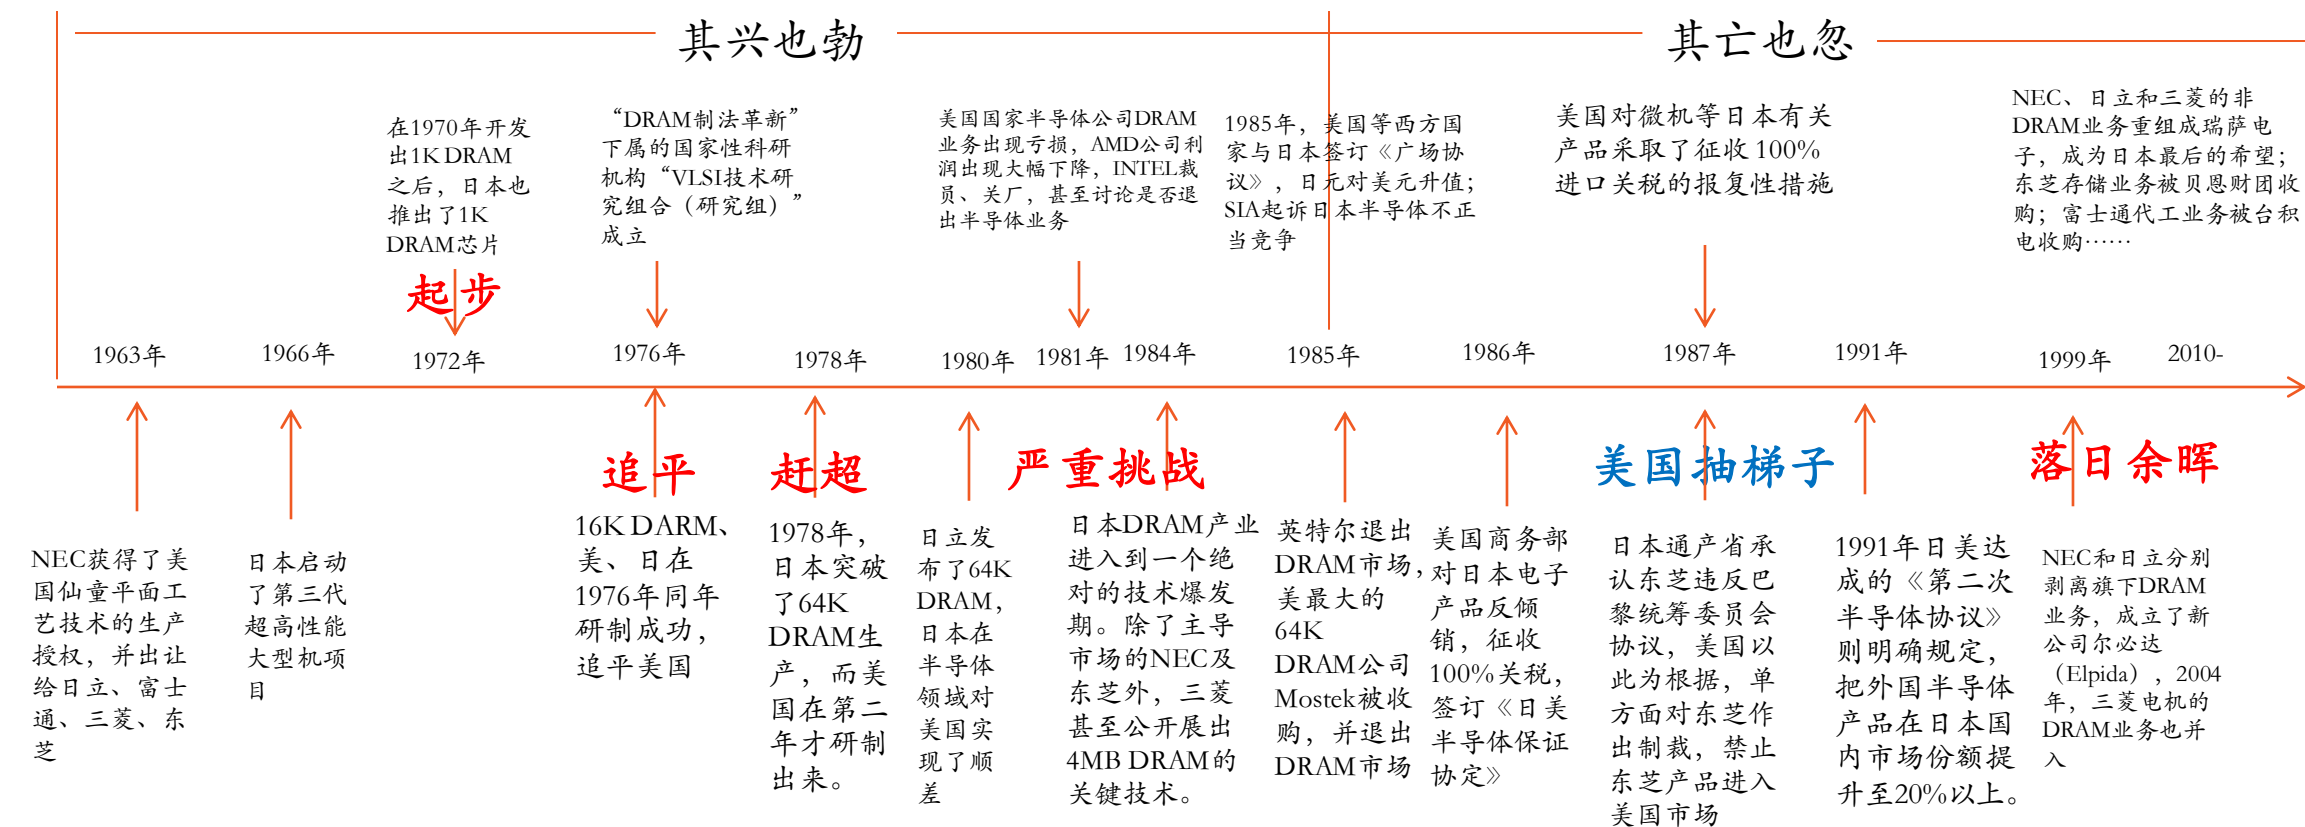 其兴也勃
其亡也忽
在1970年开发
出1K DRAM
之后，日本也
推出了1K
DRAM芯片
“DRAM制法革新”
下属的国家性科研
机构“VLSI技术研
究组合（研究组）”
成立
美国国家半导体公司DRAM
业务出现亏损，AMD公司利
润出现大幅下降，INTEL裁
员、关厂，甚至讨论是否退
出半导体业务
1985年，美国等西方国
家与日本签订《广场协
议》，日元对美元升值；
SIA起诉日本半导体不正
当竞争
美国对微机等日本有关
产品采取了征收100%
进口关税的报复性措施
NEC、日立和三菱的非
DRAM业务重组成瑞萨电
子，成为日本最后的希望；
东芝存储业务被贝恩财团收
购；富士通代工业务被台积
电收购……
起步
1963年
1966年
1972年
1976年
1978年
1980年
1981年
1984年
1985年
1986年
1987年
1991年
1999年
2010-
追平
赶超
严重挑战
美国抽梯子
落日余晖
NEC获得了美
国仙童平面工
艺技术的生产
授权，并出让
给日立、富士
通、三菱、东
芝
日本启动
了第三代
超高性能
大型机项
目
16K DARM、
美、日在
1976年同年
研制成功，
追平美国
1978年，
日本突破
了64K
DRAM生
产，而美
国在第二
年才研制
出来。
日立发
布了64K
DRAM，
日本在
半导体
领域对
美国实
现了顺
差
日本DRAM产业
进入到一个绝
对的技术爆发
期。除了主导
市场的NEC及
东芝外，三菱
甚至公开展出
4MB DRAM的
关键技术。
英特尔退出
DRAM市场，
美最大的
64K
DRAM公司
Mostek被收
购，并退出
DRAM市场
美国商务部
对日本电子
产品反倾
销，征收
100%关税，
签订《日美
半导体保证
协定》
日本通产省承
认东芝违反巴
黎统筹委员会
协议，美国以
此为根据，单
方面对东芝作
出制裁，禁止
东芝产品进入
美国市场
1991年日美达
成的《第二次
半导体协议》
则明确规定，
把外国半导体
产品在日本国
内市场份额提
升至20%以上。
NEC和日立分别
剥离旗下DRAM
业务，成立了新
公司尔必达
（Elpida），2004
年，三菱电机的
DRAM业务也并
入